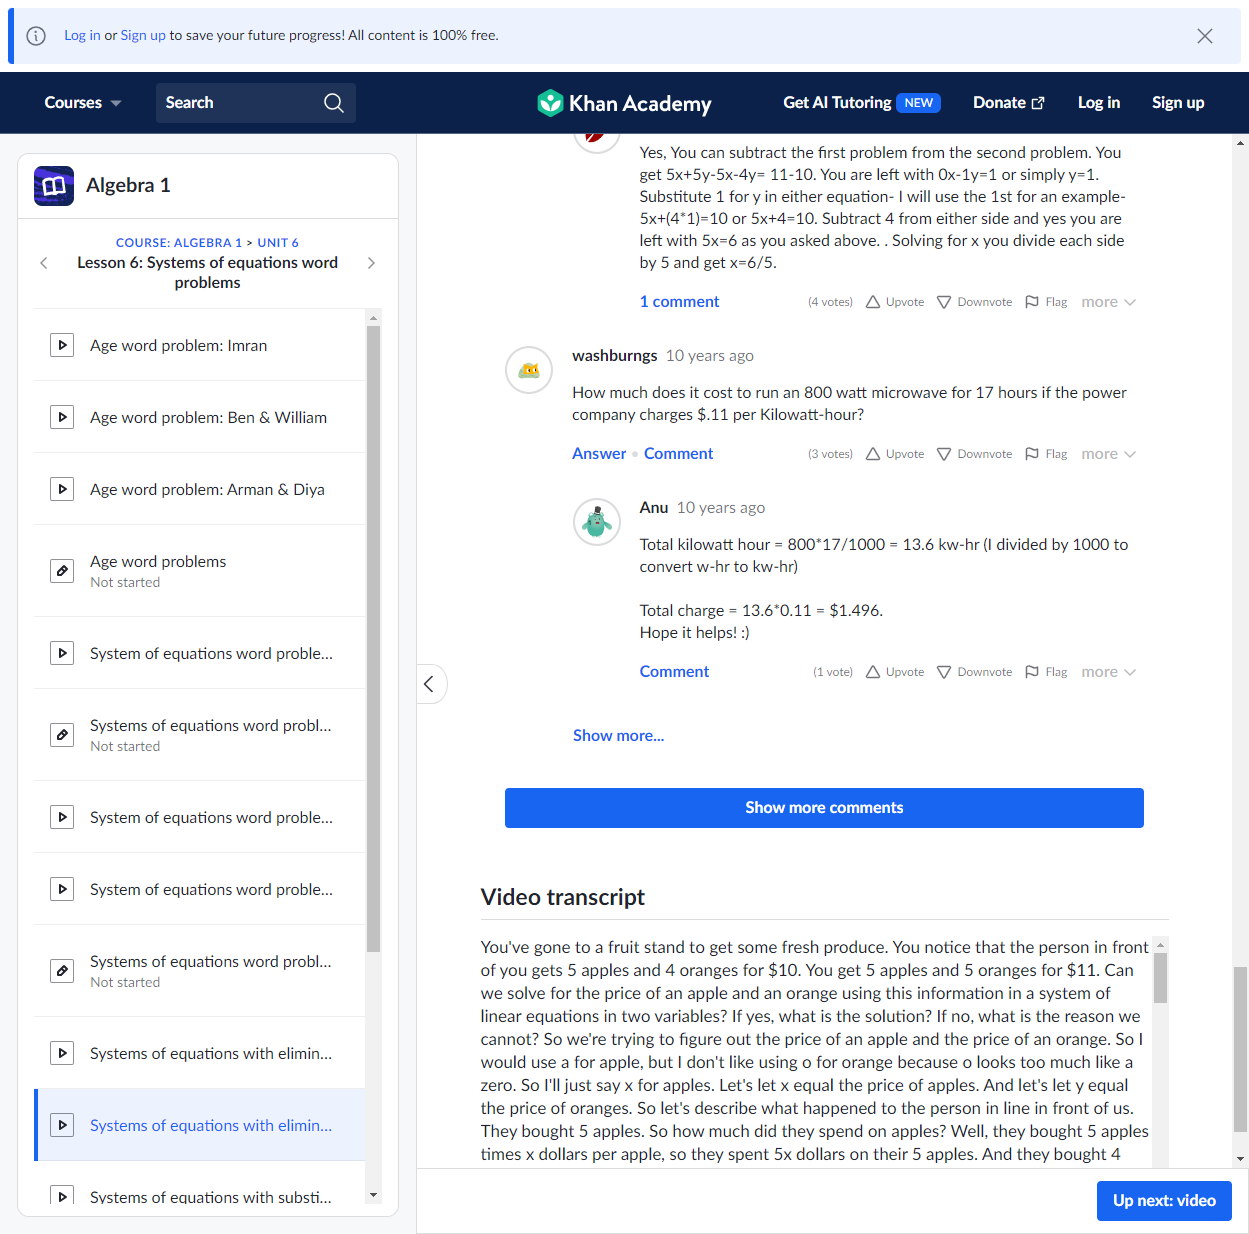 Log in or Sign up to save your future progress! All content is 100% free.
Courses
Search
Khan Academy
Get AI Tutoring NEW
Donate
Log in
Sign up
Algebra 1
COURSE: ALGEBRA 1 > UNIT 6
Lesson 6: Systems of equations word
problems
Age word problem: Imran
Age word problem: Ben & William
Age word problem: Arman & Diya
Age word problems
Not started
System of equations word proble...
Systems of equations word probl...
Not started
System of equations word proble...
System of equations word proble...
Systems of equations word probl...
Not started
Systems of equations with elimin...
Systems of equations with elimin...
Systems of equations with substi...
Yes, You can subtract the first problem from the second problem. You
get 5x+5y-5x-4y= 11-10. You are left with 0x-1y=1 or simply y=1.
Substitute 1 for y in either equation- I will use the 1st for an example-
5x+(4*1)=10 or 5x+4=10. Subtract 4 from either side and yes you are
left with 5x=6 as you asked above. . Solving for x you divide each side
by 5 and get x=6/5.
1 comment (4 votes) Upvote Downvote Flag more
washburngs 10 years ago
How much does it cost to run an 800 watt microwave for 17 hours if the power
company charges $.11 per Kilowatt-hour?
Answer • Comment (3 votes) Upvote Downvote Flag more
Anu 10 years ago
Total kilowatt hour = 800*17/1000 = 13.6 kw-hr (I divided by 1000 to
convert w-hr to kw-hr)
Total charge = 13.6*0.11 = $1.496.
Hope it helps! :)
Comment (1 vote) Upvote Downvote Flag more
Show more...
Show more comments
Video transcript
You've gone to a fruit stand to get some fresh produce. You notice that the person in front
of you gets 5 apples and 4 oranges for $10. You get 5 apples and 5 oranges for $11. Can
we solve for the price of an apple and an orange using this information in a system of
linear equations in two variables? If yes, what is the solution? If no, what is the reason we
cannot? So we're trying to figure out the price of an apple and the price of an orange. So I
would use a for apple, but I don't like using o for orange because o looks too much like a
zero. So I'll just say x for apples. Let's let x equal the price of apples. And let's let y equal
the price of oranges. So let's describe what happened to the person in line in front of us.
They bought 5 apples. So how much did they spend on apples? Well, they bought 5 apples
times x dollars per apple, so they spent 5x dollars on their 5 apples. And they bought 4
Up next: video